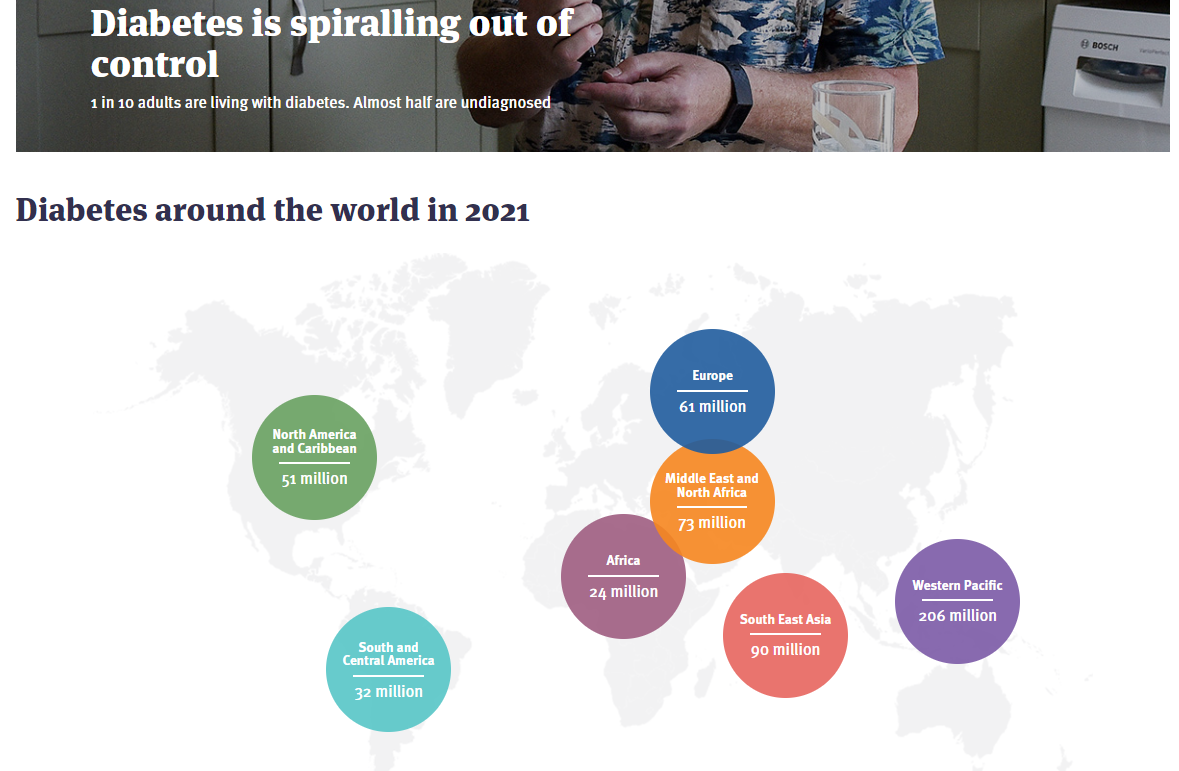 Diabetes is spiralling out of
control
1 in 10 adults are living with diabetes. Almost half are undiagnosed
BOSCH
Diabetes around the world in 2021
Europe
61 million
North America
and Caribbean
51 million
Middle East and
North Africa
73 million
Africa
24 million
Western Pacific
206 million
South East Asia
90 million
South and
Central America
32 million